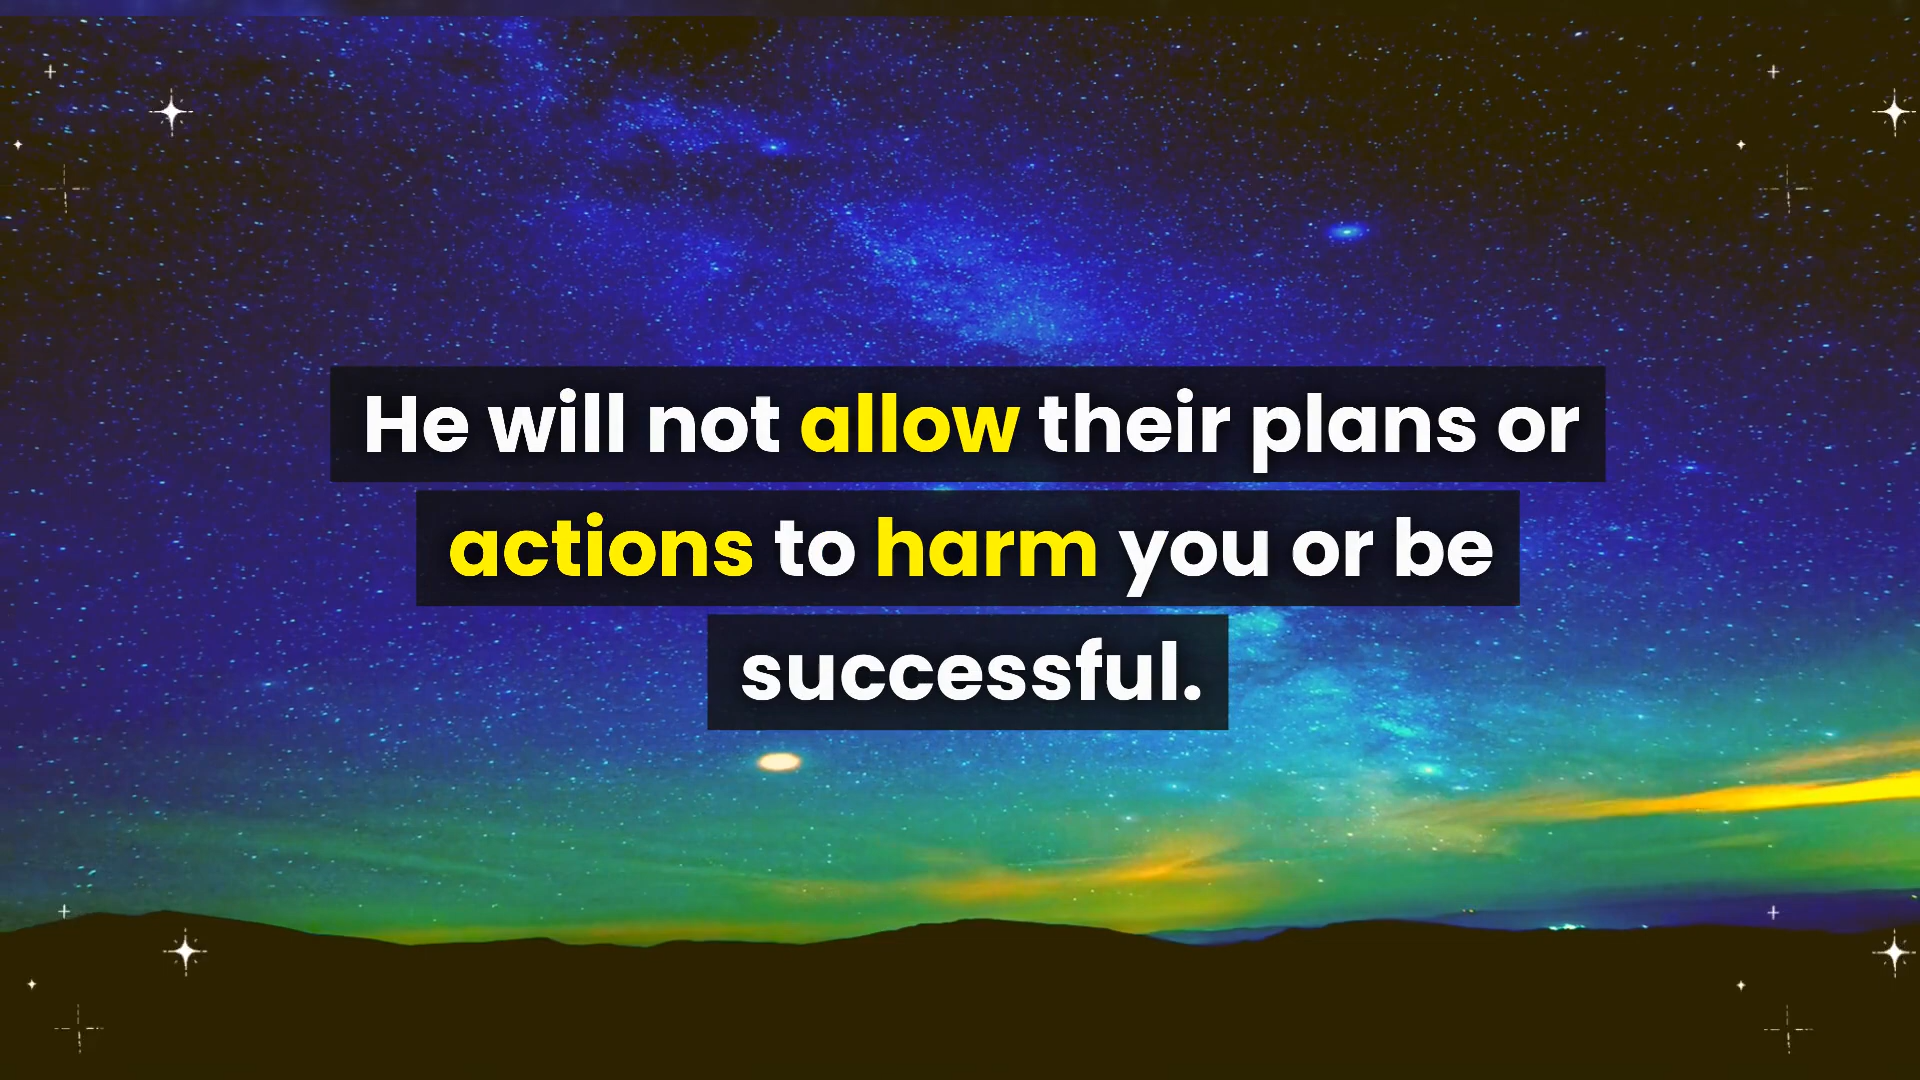 He will not allow their plans or
actions to harm you or be
successful.